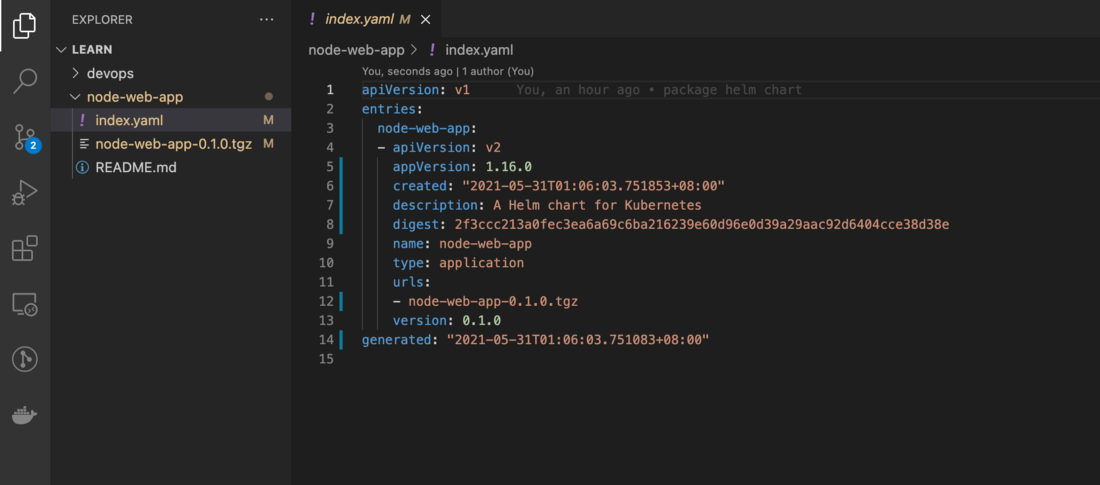 EXPLORER
LEARN
devops
node-web-app
! index.yaml M
node-web-app-0.1.0.tgz M
README.md
2
! index.yaml M
node-web-app > ! index.yaml
You, seconds ago | 1 author (You)
1 apiVersion: v1 You, an hour ago • package helm chart
2 entries:
3 node-web-app:
4 - apiVersion: v2
5 appVersion: 1.16.0
6 created: "2021-05-31T01:06:03.751853+08:00"
7 description: A Helm chart for Kubernetes
8 digest: 2f3ccc213a0fec3ea6a69c6ba216239e60d96e0d39a29aac92d6404cce38d38e
9 name: node-web-app
10 type: application
11 urls:
12 - node-web-app-0.1.0.tgz
13 version: 0.1.0
14 generated: "2021-05-31T01:06:03.751083+08:00"
15